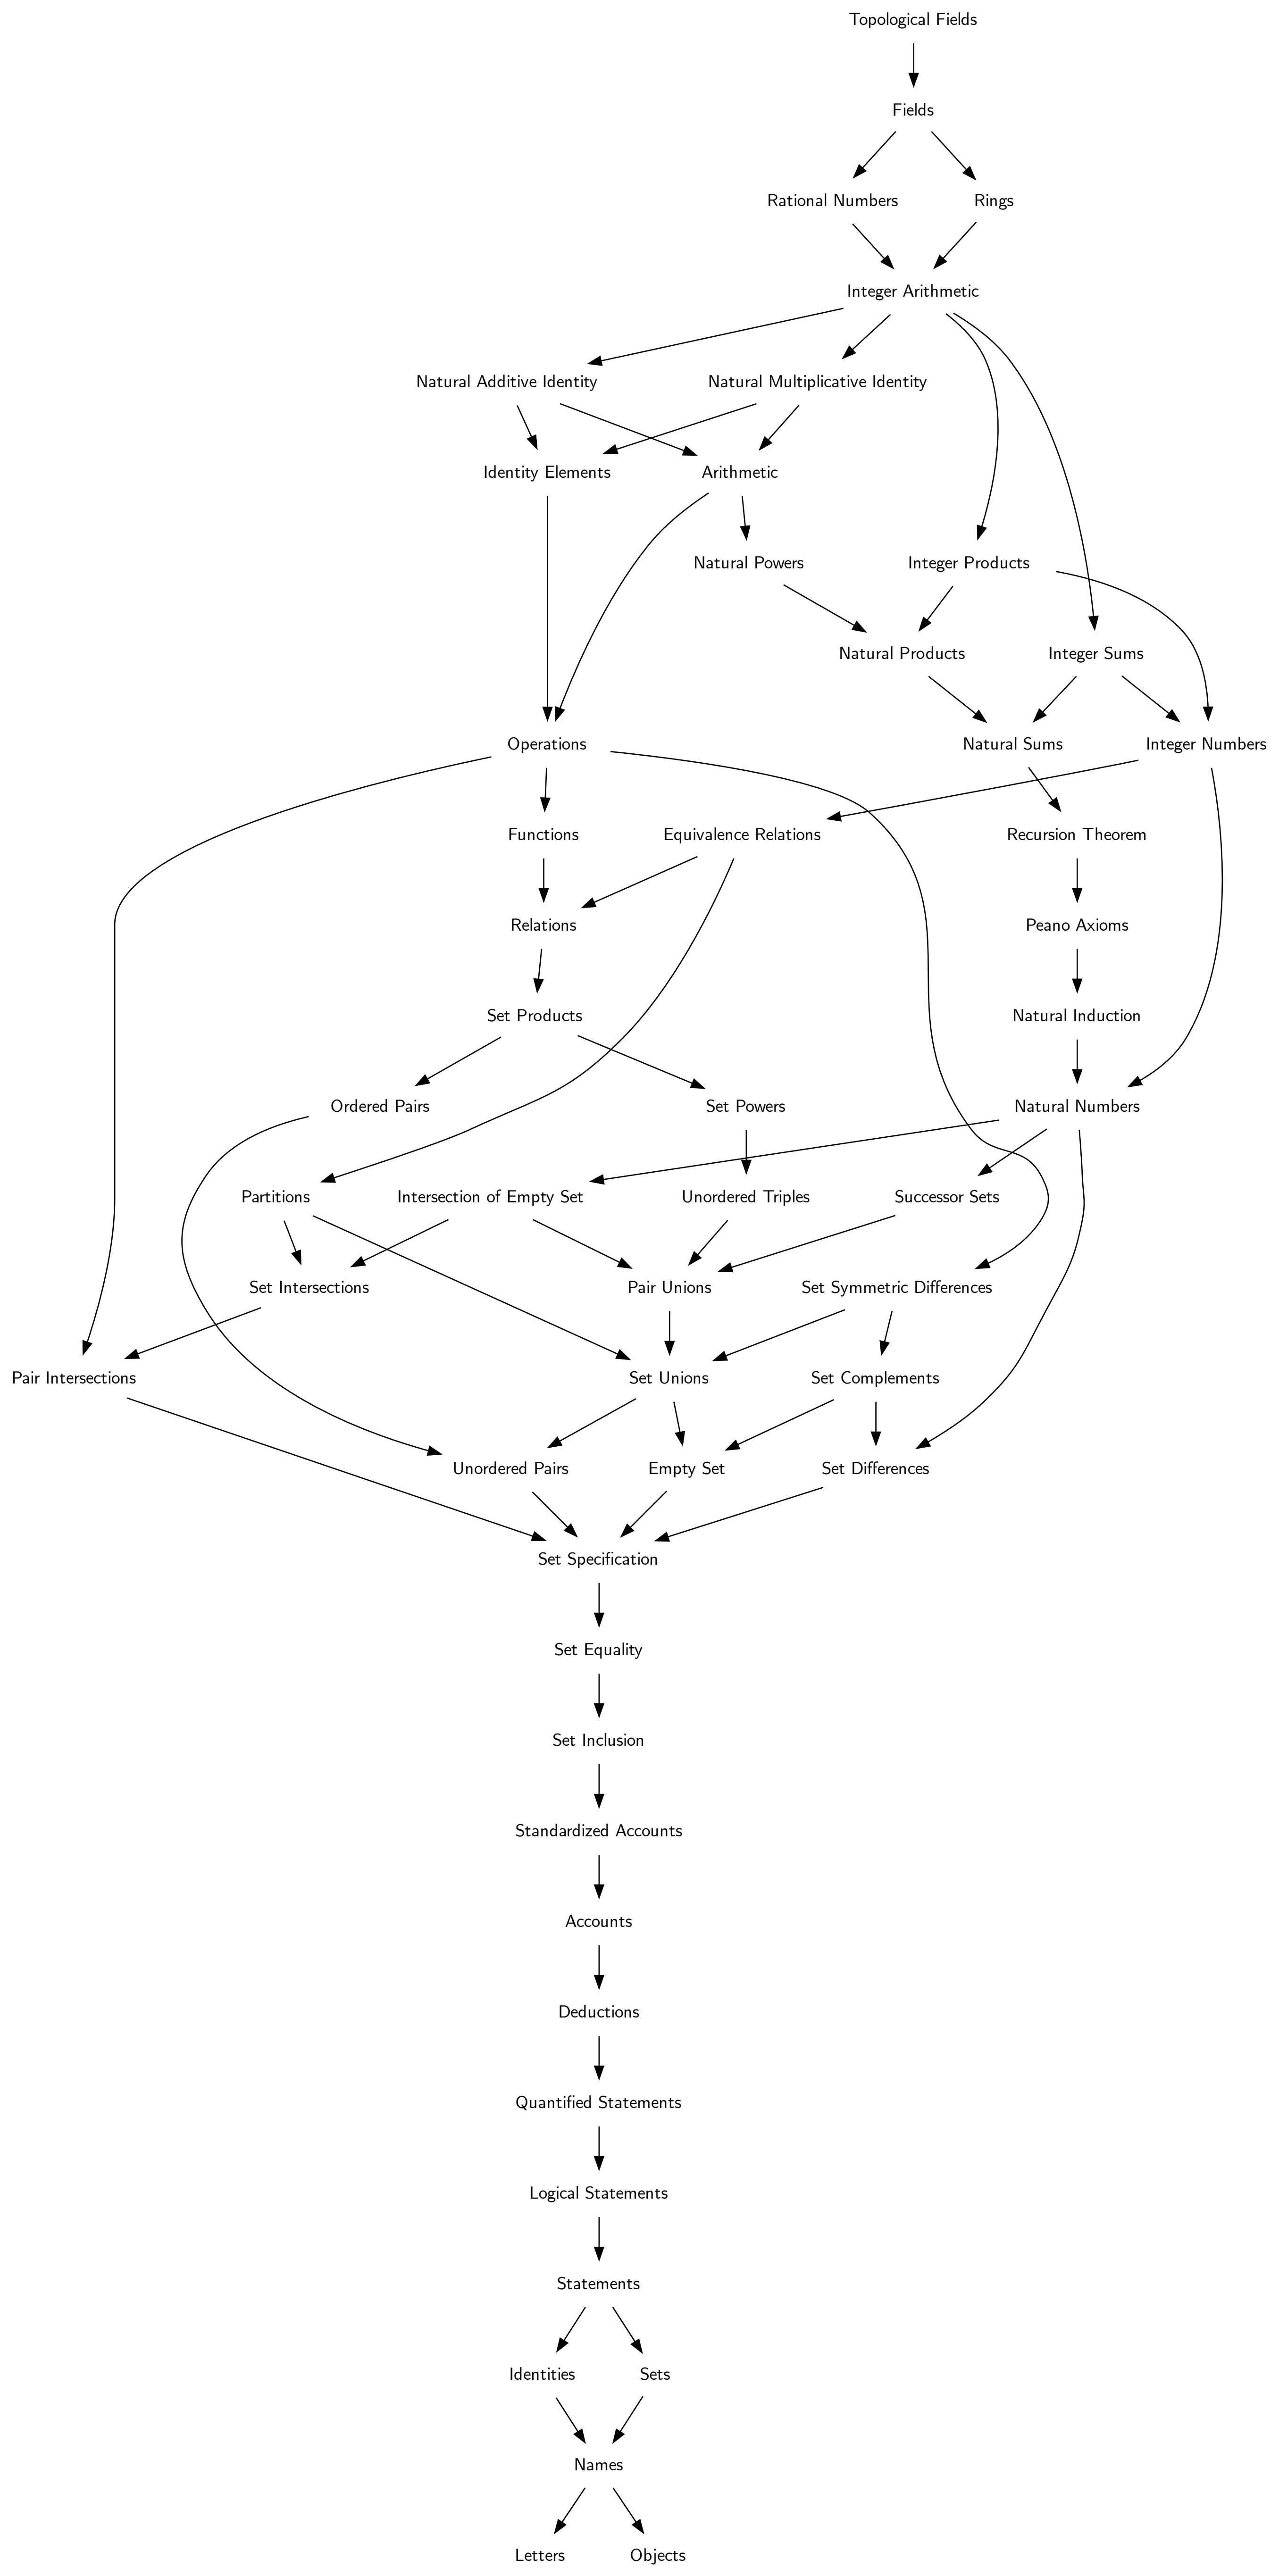 Topological Fields
Fields
Rational Numbers
Rings
Integer Arithmetic
Natural Additive Identity
Natural Multiplicative Identity
Identity Elements
Arithmetic
Natural Powers
Integer Products
Natural Products
Integer Sums
Operations
Natural Sums
Integer Numbers
Functions
Equivalence Relations
Recursion Theorem
Relations
Peano Axioms
Set Products
Natural Induction
Ordered Pairs
Set Powers
Natural Numbers
Partitions
Intersection of Empty Set
Unordered Triples
Successor Sets
Set Intersections
Pair Unions
Set Symmetric Differences
Pair Intersections
Set Unions
Set Complements
Unordered Pairs
Empty Set
Set Differences
Set Specification
Set Equality
Set Inclusion
Standardized Accounts
Accounts
Deductions
Quantified Statements
Logical Statements
Statements
Identities
Sets
Names
Letters
Objects